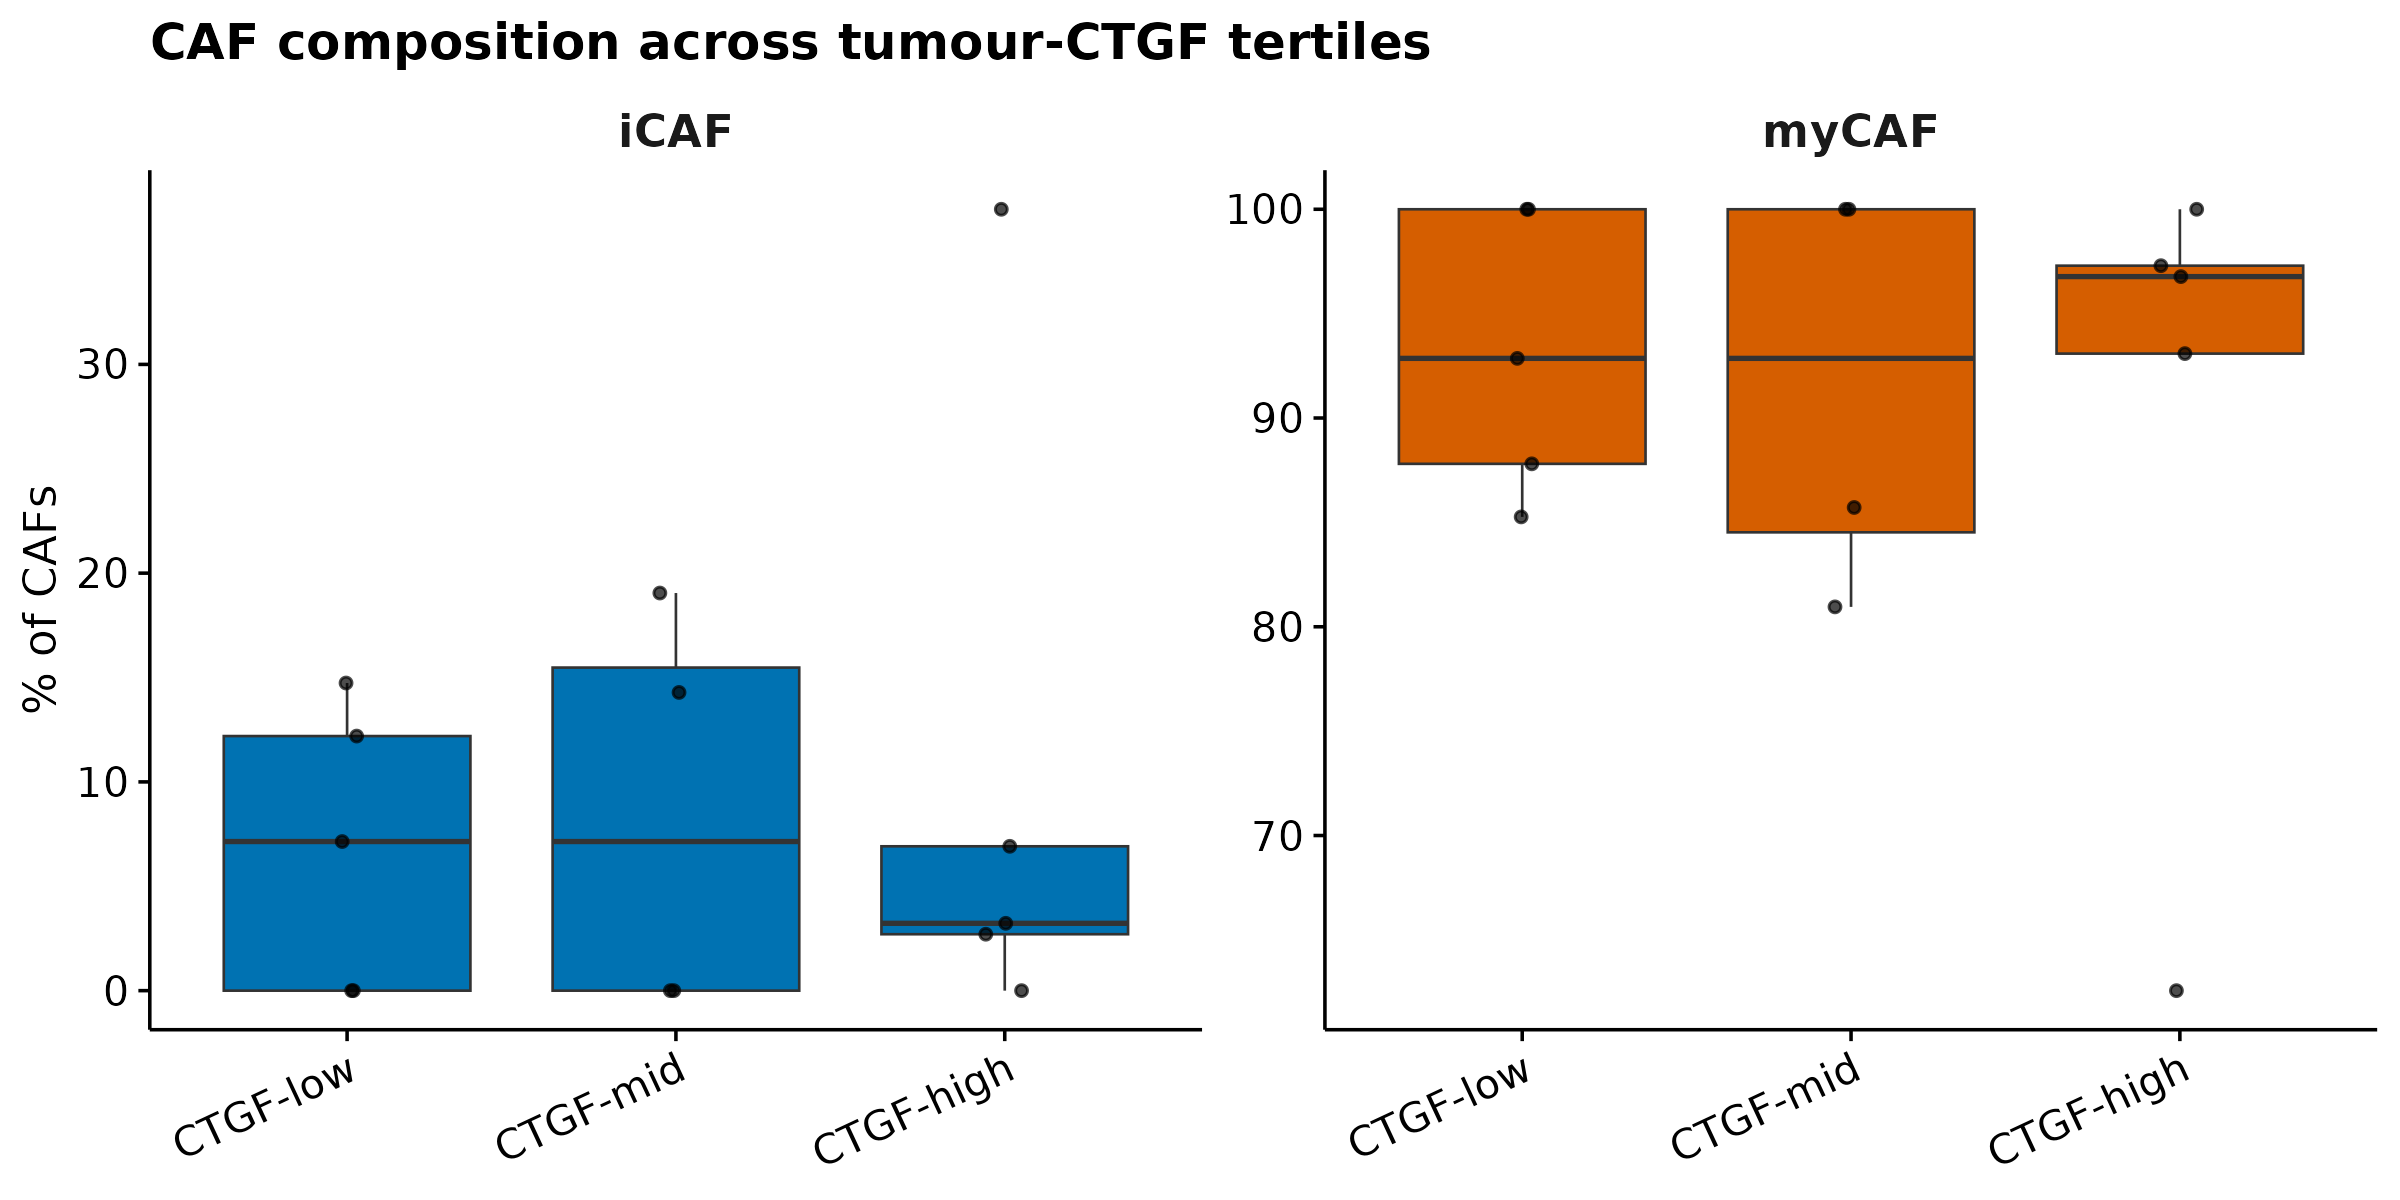 CAF composition across tumour-CTGF tertiles
iCAF
myCAF
% of CAFs
30
20
10
0
100
90
80
70
CTGF-low
CTGF-mid
CTGF-high
CTGF-low
CTGF-mid
CTGF-high